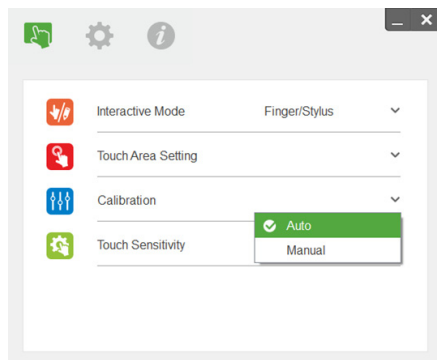 Interactive Mode Finger/Stylus
Touch Area Setting
Calibration
Auto
Touch Sensitivity
Manual